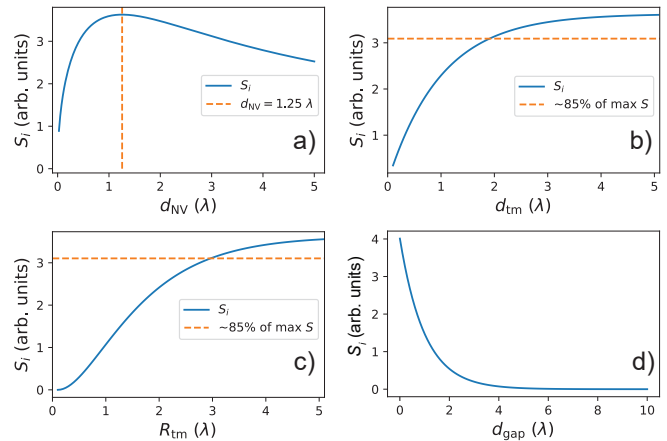 S_i (arb. units)
3
2
1
0
S_i
d_NV = 1.25 λ
a)
0 1 2 3 4 5
d_NV (λ)
S_i (arb. units)
3
2
1
S_i
~85% of max S
b)
0 1 2 3 4 5
d_tm (λ)
S_i (arb. units)
3
2
1
0
S_i
~85% of max S
c)
0 1 2 3 4 5
R_tm (λ)
S_i (arb. units)
4
3
2
1
0
d)
0 2 4 6 8 10
d_gap (λ)